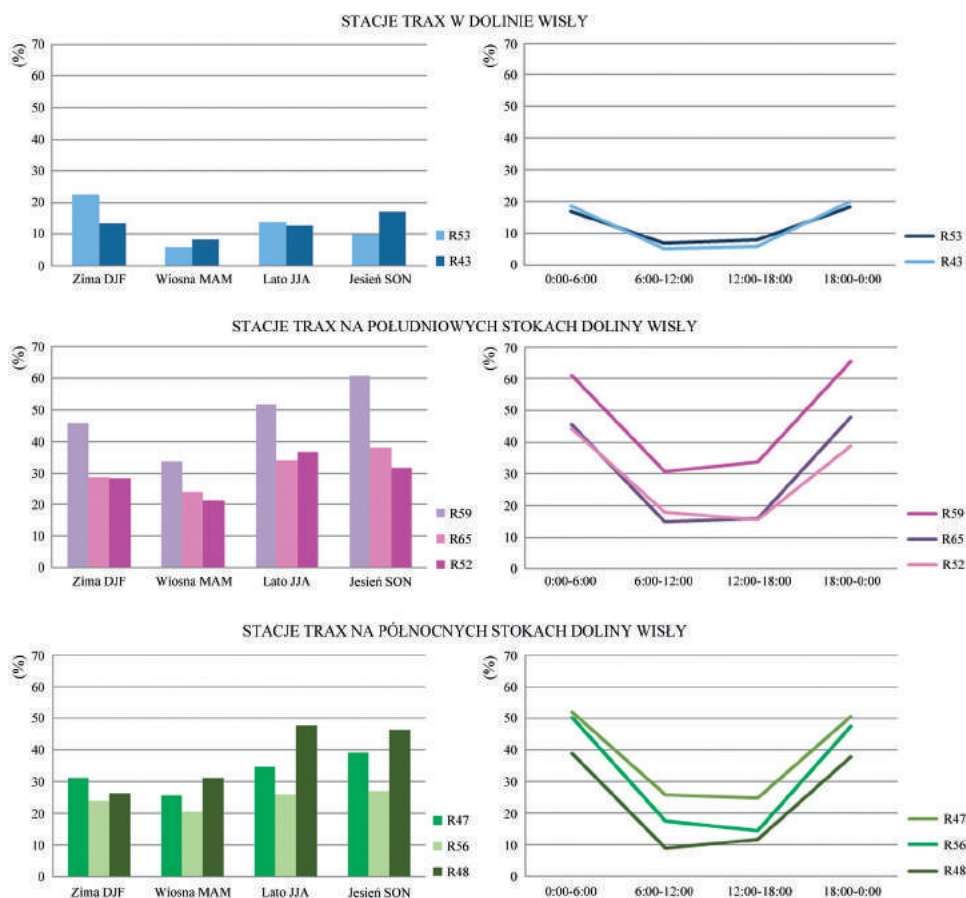 STACJE TRAX W DOLINIE WISŁY
(%)
70
60
50
40
30
20
10
0
Zima DJF Wiosna MAM Lato JJA Jesień SON
R53
R43
(%)
70
60
50
40
30
20
10
0
0:00-6:00 6:00-12:00 12:00-18:00 18:00-0:00
R53
R43
STACJE TRAX NA POŁUDNIOWYCH STOKACH DOLINY WISŁY
(%)
70
60
50
40
30
20
10
0
Zima DJF Wiosna MAM Lato JJA Jesień SON
R59
R65
R52
(%)
70
60
50
40
30
20
10
0
0:00-6:00 6:00-12:00 12:00-18:00 18:00-0:00
R59
R65
R52
STACJE TRAX NA PÓŁNOCNYCH STOKACH DOLINY WISŁY
(%)
70
60
50
40
30
20
10
0
Zima DJF Wiosna MAM Lato JJA Jesień SON
R47
R56
R48
(%)
70
60
50
40
30
20
10
0
0:00-6:00 6:00-12:00 12:00-18:00 18:00-0:00
R47
R56
R48